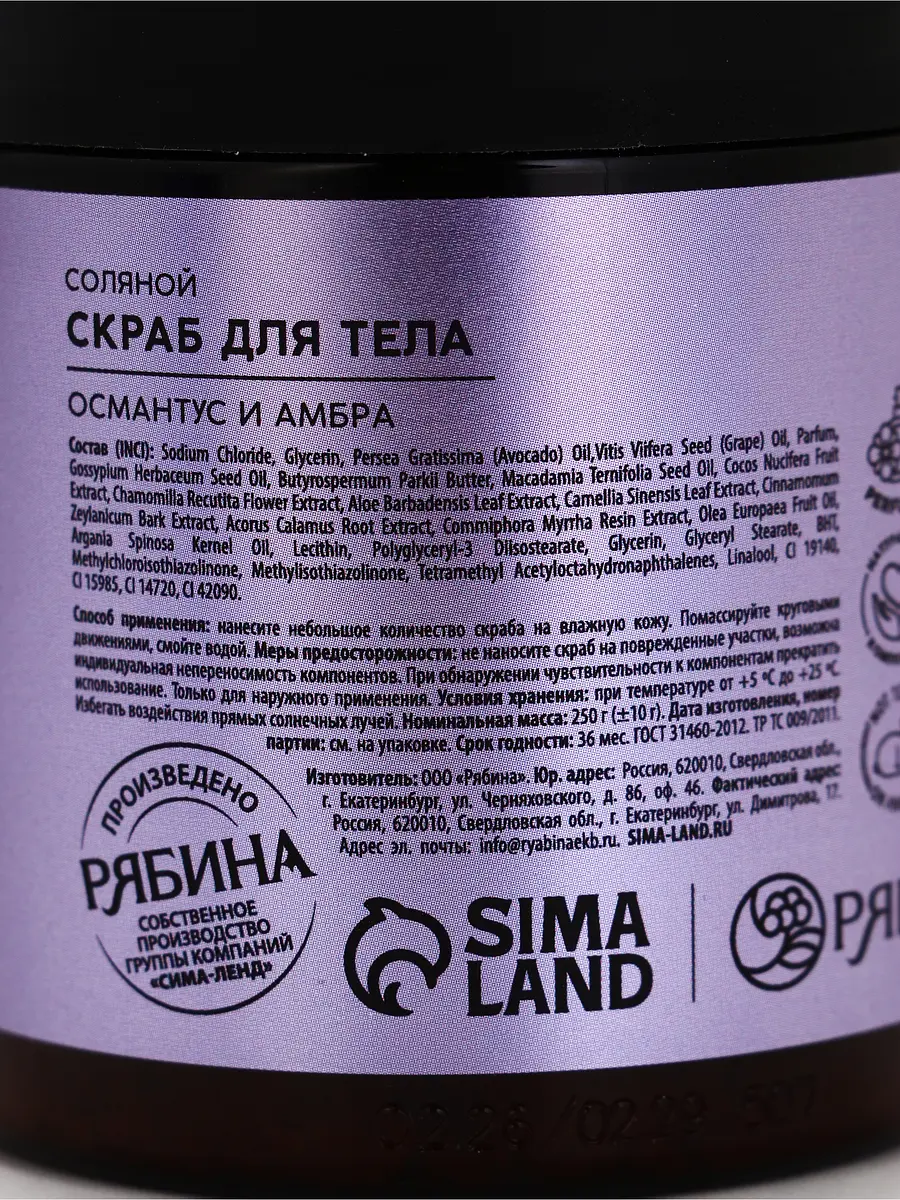 СОЛЯНОЙ
СКРАБ ДЛЯ ТЕЛА
ОСМАНТУС И АМБРА
Состав (INCI): Sodium Chloride, Glycerin, Persea Gratissima (Avocado) Oil,Vitis Viifera Seed (Grape) Oil, Parfum,
Gossypium Herbaceum Seed Oil, Butyrospermum Parkii Butter, Macadamia Ternifolia Seed Oil, Cocos Nucifera Fruit
Extract, Chamomilla Recutita Flower Extract, Aloe Barbadensis Leaf Extract, Camellia Sinensis Leaf Extract, Cinnamomum
Zeylanicum Bark Extract, Acorus Calamus Root Extract, Commiphora Myrrha Resin Extract, Olea Europaea Fruit Oil,
Argania Spinosa Kernel Oil, Lecithin, Polyglyceryl-3 Diisostearate, Glycerin, Glyceryl Stearate, BHT,
Methylchloroisothiazolinone, Methylisothiazolinone, Tetramethyl Acetyloctahydronaphthalenes, Linalool, CI 19140,
CI 15985, CI 14720, CI 42090.
Способ применения: нанесите небольшое количество скраба на влажную кожу. Помассируйте круговыми
движениями, смойте водой. Меры предосторожности: не наносите скраб на поврежденные участки, возможна
индивидуальная непереносимость компонентов. При обнаружении чувствительности к компонентам прекратить
использование. Только для наружного применения. Условия хранения: при температуре от +5 °C до +25 °C.
Избегать воздействия прямых солнечных лучей. Номинальная масса: 250 г (±10 г). Дата изготовления, номер
партии: см. на упаковке. Срок годности: 36 мес. ГОСТ 31460-2012. ТР ТС 009/2011.
Изготовитель: ООО «Рябина». Юр. адрес: Россия, 620010, Свердловская обл.,
г. Екатеринбург, ул. Черняховского, д. 86, оф. 46. Фактический адрес:
Россия, 620010, Свердловская обл., г. Екатеринбург, ул. Димитрова, 17.
Адрес эл. почты: info@ryabinaekb.ru. SIMA-LAND.RU
ПРОИЗВЕДЕНО
РЯБИНА
СОБСТВЕННОЕ
ПРОИЗВОДСТВО
ГРУППЫ КОМПАНИЙ
«СИМА-ЛЕНД»
SIMA
LAND
02.26 /02.29 507